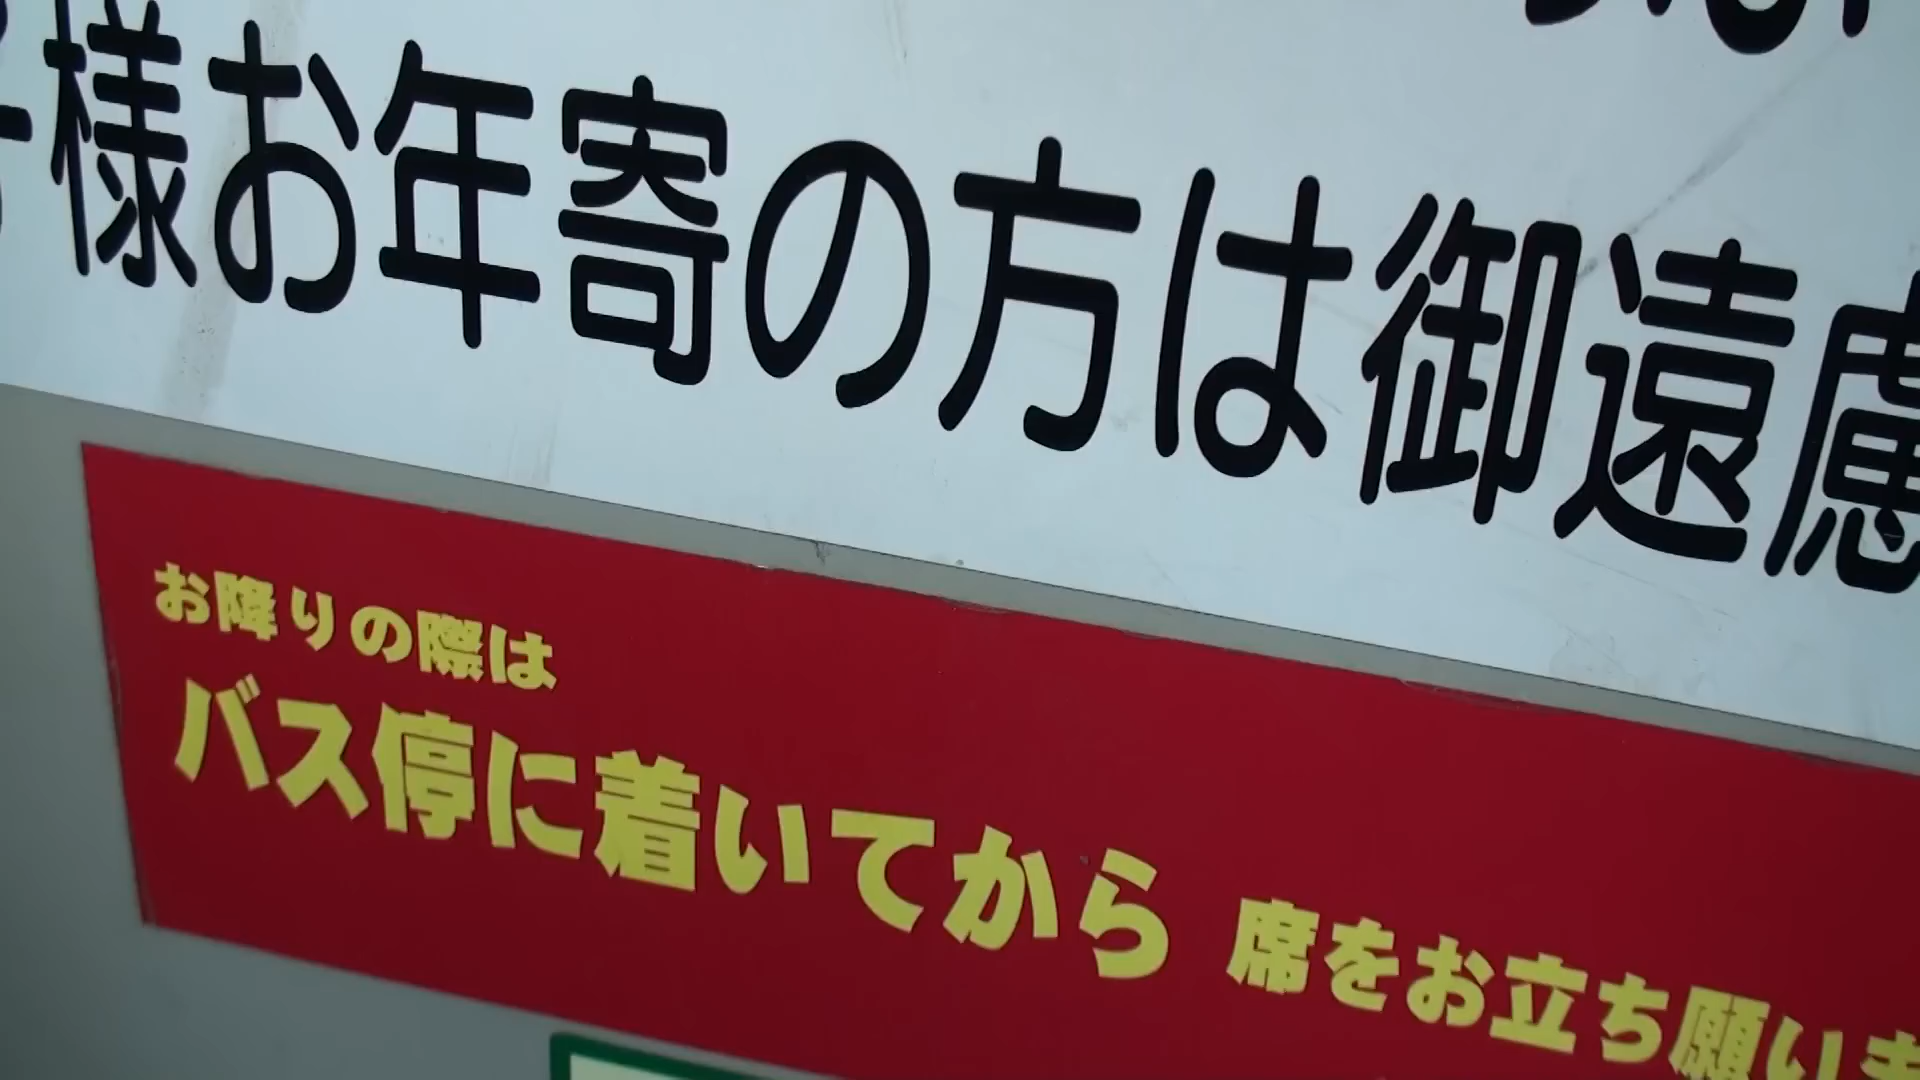 様お年寄の方は御遠慮
お降りの際は
バス停に着いてから 席をお立ち願いま